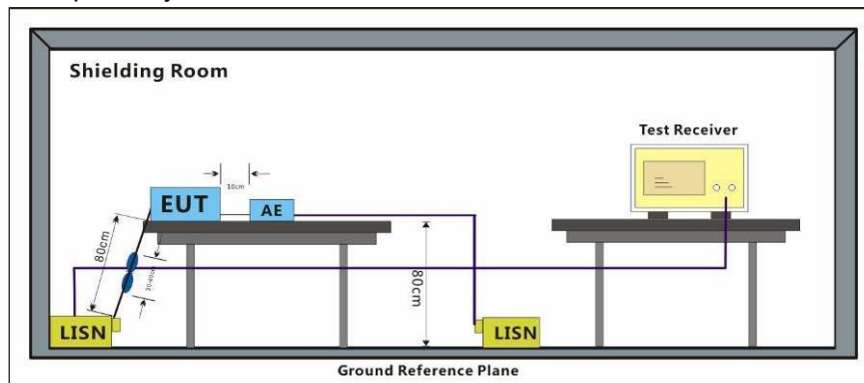 Shielding Room
Test Receiver
10cm
EUT
AE
80cm
80cm
LISN
LISN
Ground Reference Plane